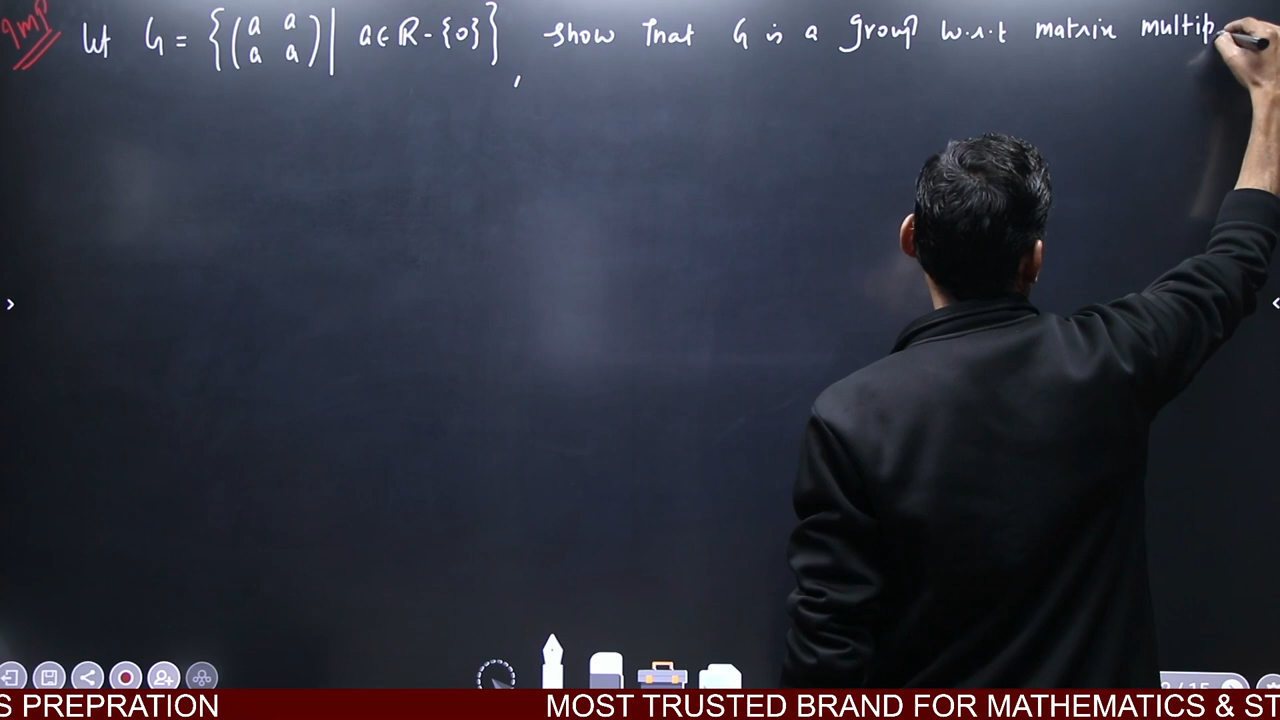 Imp
Let G = {(a a a a) | a ∈ R - {0}}, show that G is a group w.r.t matrix multip
S PREPRATION MOST TRUSTED BRAND FOR MATHEMATICS & ST